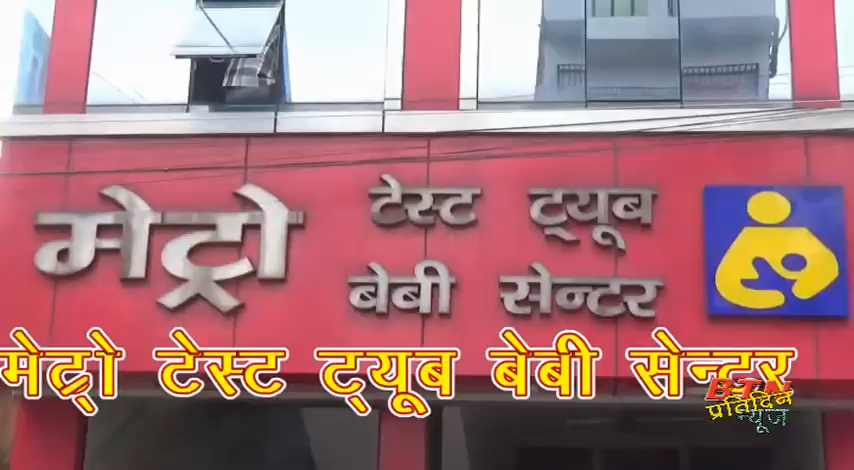 मेट्रो
टेस्ट ट्यूब
बेबी सेन्टर
मेट्रो टेस्ट ट्यूब बेबी सेन्टर
BTN
प्रतिदिन
न्यूज